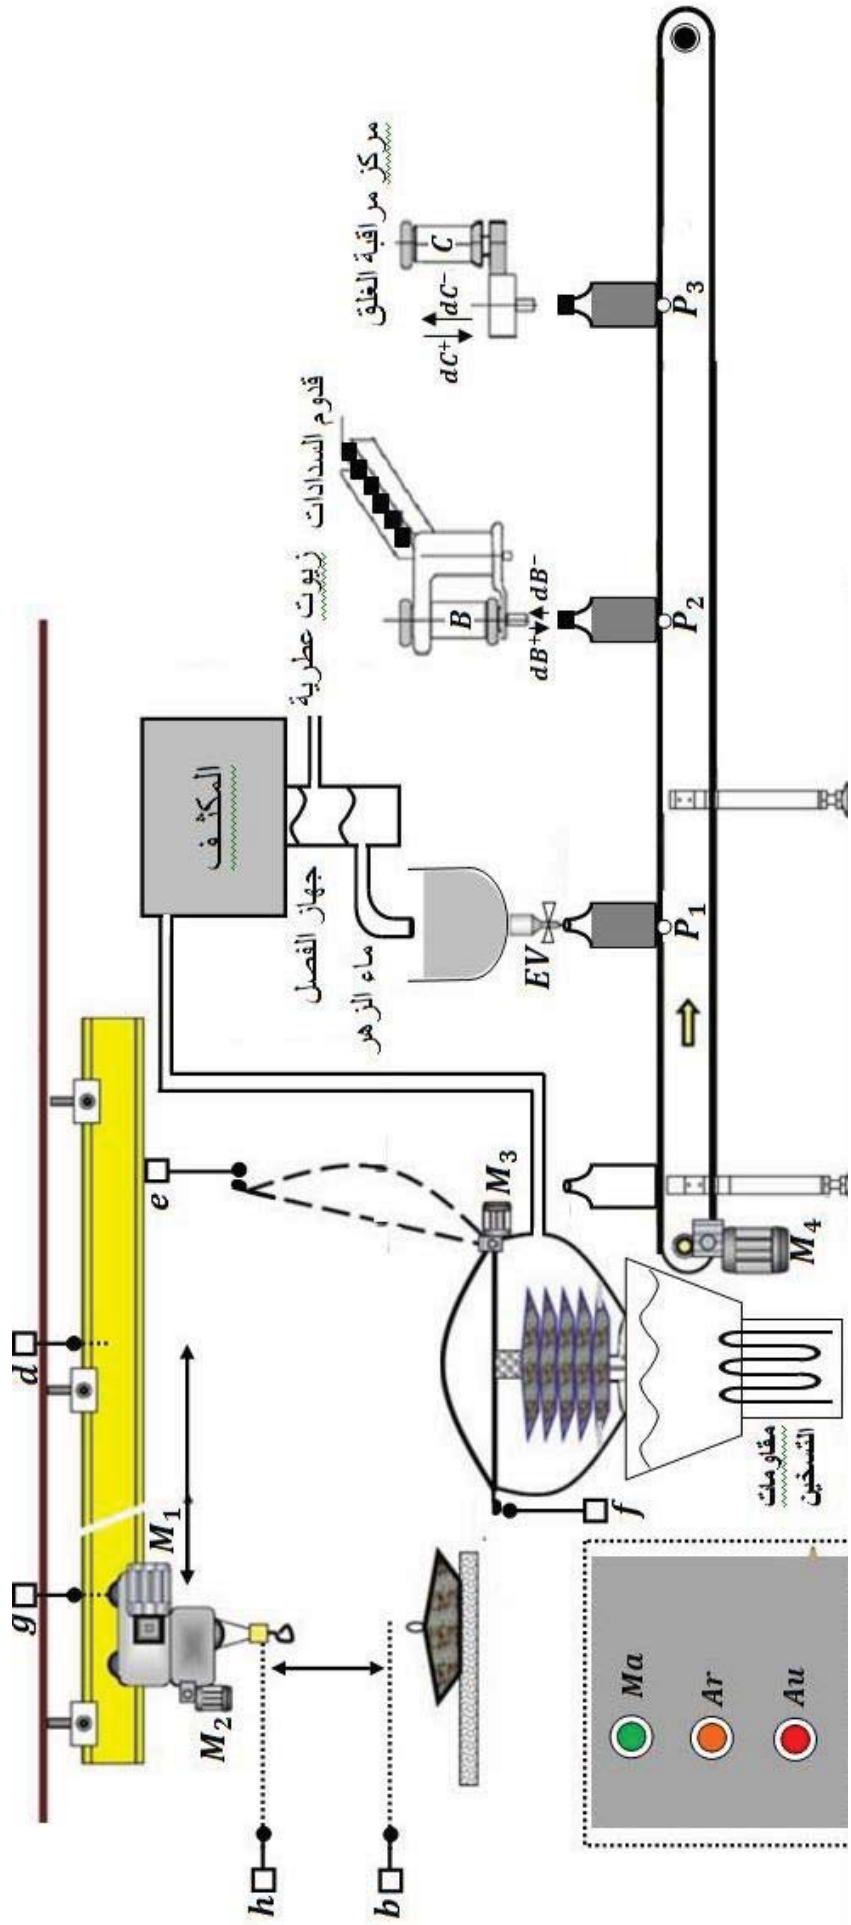 g
d
h
b
M₂
M₁
e
f
M₃
مقاومات
التسخين
Ma
Ar
Au
M₄
المكثف
جهاز الفصل
ماء الزهر
زيوت عطرية
EV
P₁
قدوم السدادات
B
dB⁺
dB⁻
P₂
مركز مراقبة الغلق
C
dC⁺
dC⁻
P₃